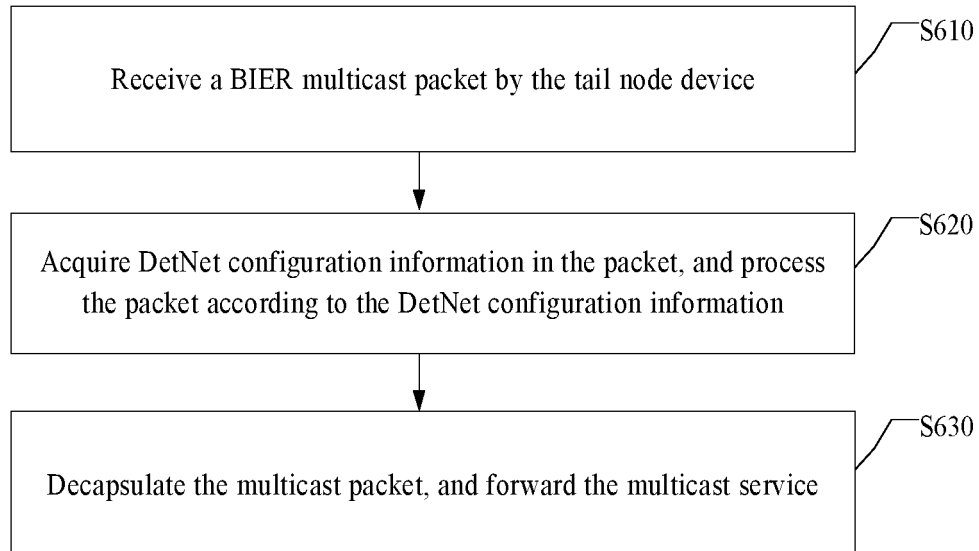 S610
Receive a BIER multicast packet by the tail node device
S620
Acquire DetNet configuration information in the packet, and process
the packet according to the DetNet configuration information
S630
Decapsulate the multicast packet, and forward the multicast service